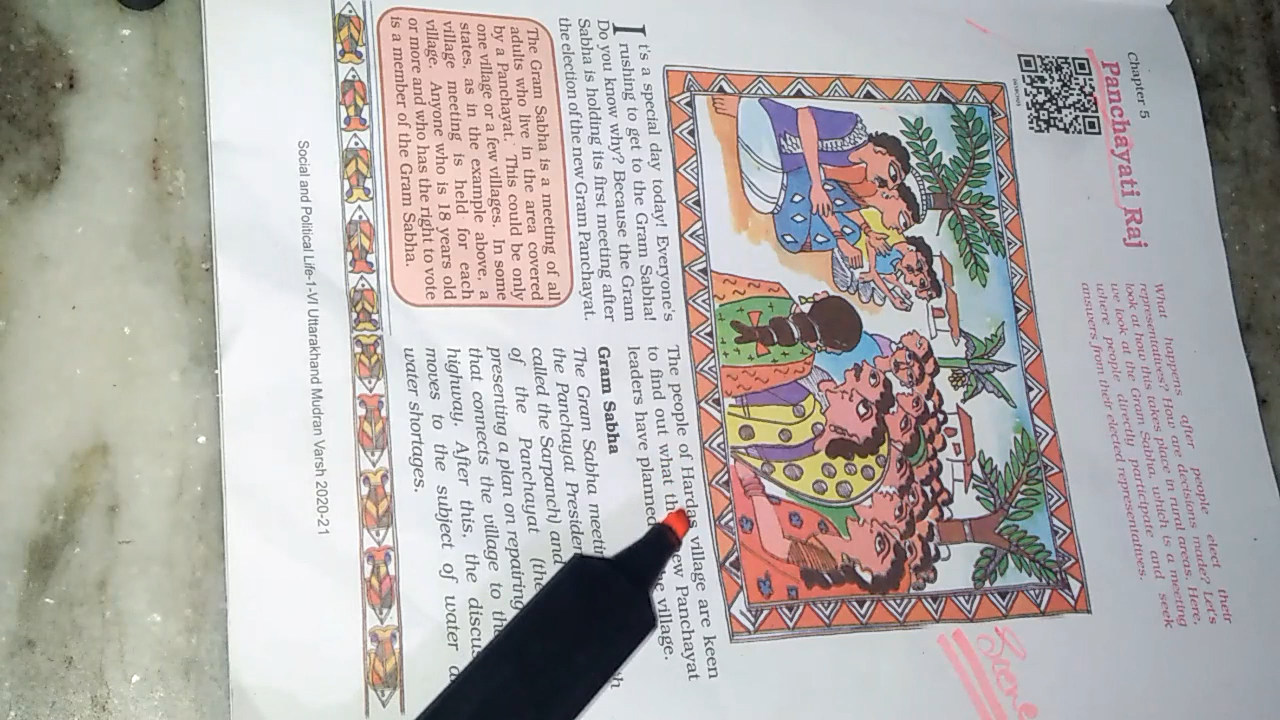 Chapter 5
Panchayati Raj
What happens after people elect their
representatives? How are decisions made? Let's
look at how this takes place in rural areas. Here,
we look at the Gram Sabha, which is a meeting
where people directly participate and seek
answers from their elected representatives.
It's a special day today! Everyone's
rushing to get to the Gram Sabha!
Do you know why? Because the Gram
Sabha is holding its first meeting after
the election of the new Gram Panchayat.
The Gram Sabha is a meeting of all
adults who live in the area covered
by a Panchayat. This could be only
one village or a few villages. In some
states, as in the example above, a
village meeting is held for each
village. Anyone who is 18 years old
or more and who has the right to vote
is a member of the Gram Sabha.
The people of Hardas village are keen
to find out what Panchayat
leaders have planned village.
Gram Sabha
The Gram Sabha
the Panchayat
called the Sarpanch) and
of the Panchayat
presenting a plan on repairing
that connects the village to
highway. After this, the
moves to the subject of water
water shortages.
Social and Political Life-1-VI Uttarakhand Mudran Varsh 2020-21